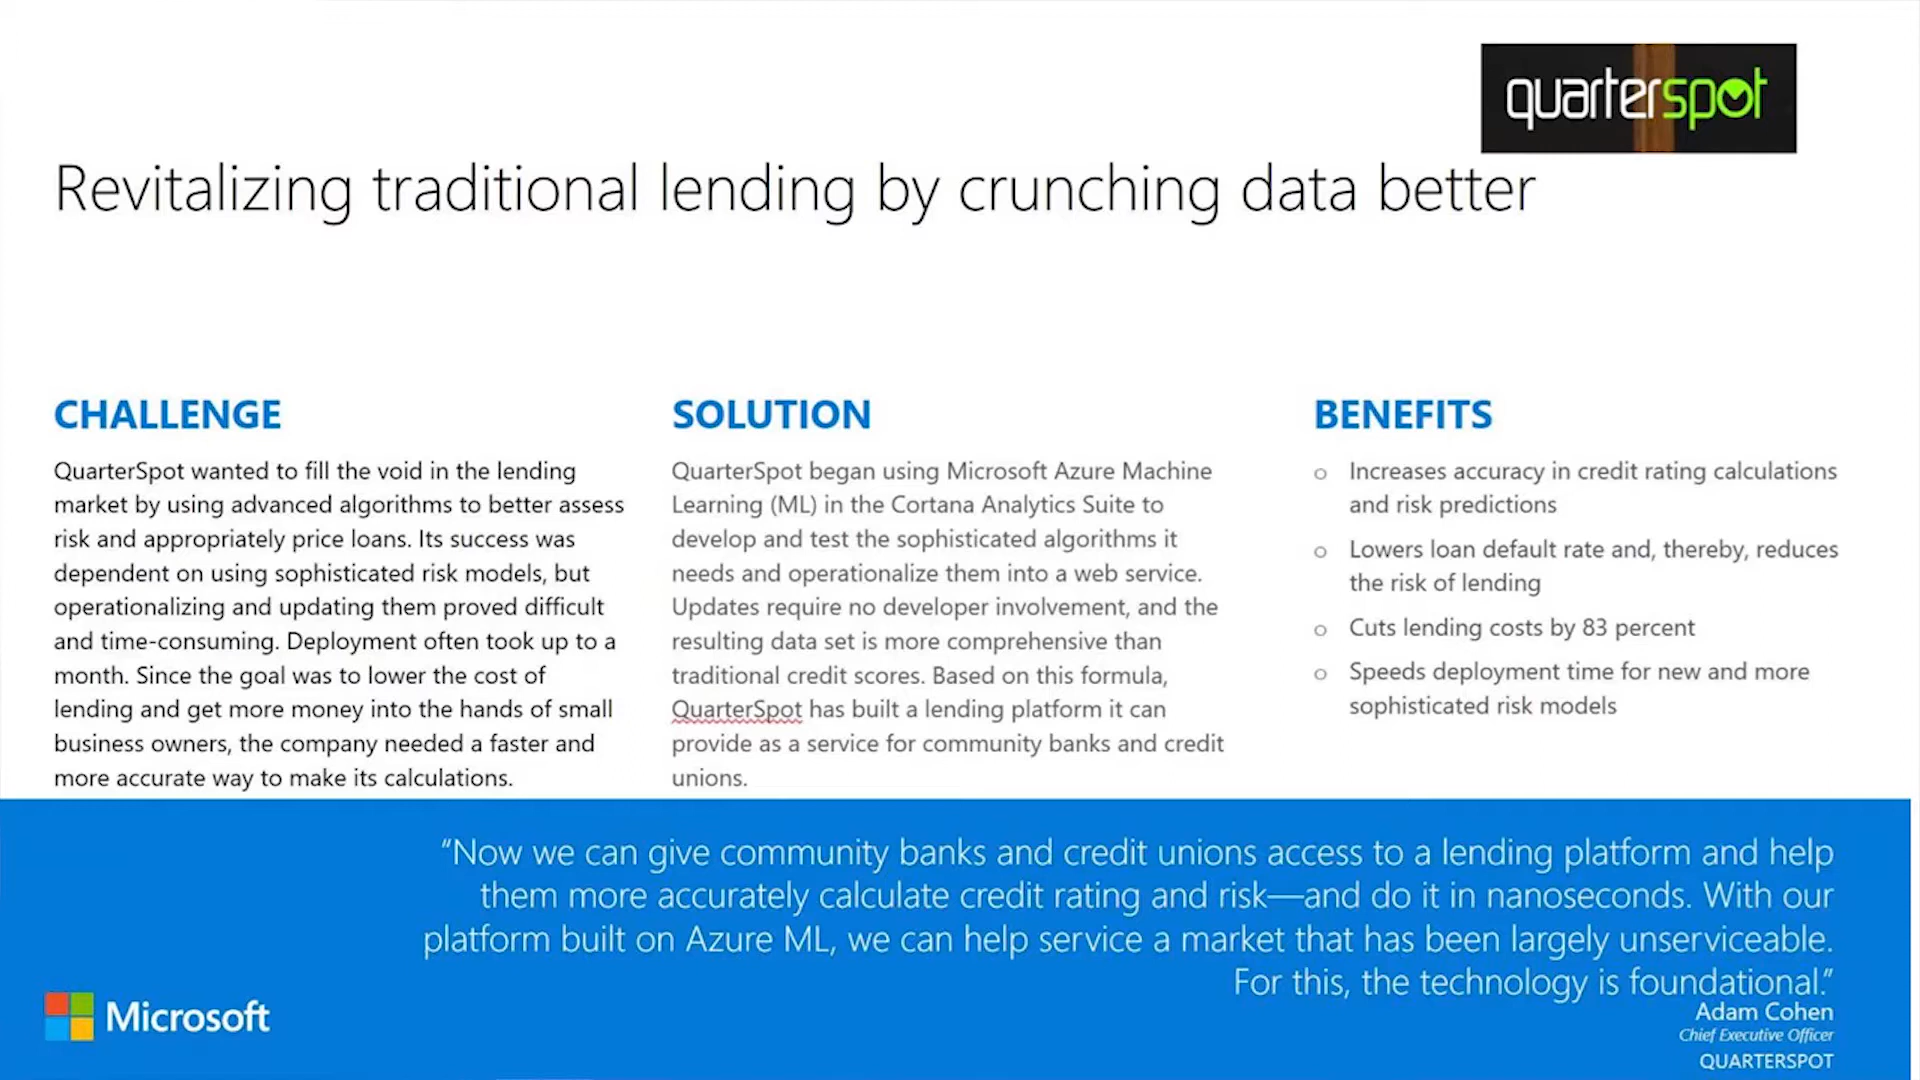 quarterspot
Revitalizing traditional lending by crunching data better
CHALLENGE
QuarterSpot wanted to fill the void in the lending
market by using advanced algorithms to better assess
risk and appropriately price loans. Its success was
dependent on using sophisticated risk models, but
operationalizing and updating them proved difficult
and time-consuming. Deployment often took up to a
month. Since the goal was to lower the cost of
lending and get more money into the hands of small
business owners, the company needed a faster and
more accurate way to make its calculations.
SOLUTION
QuarterSpot began using Microsoft Azure Machine
Learning (ML) in the Cortana Analytics Suite to
develop and test the sophisticated algorithms it
needs and operationalize them into a web service.
Updates require no developer involvement, and the
resulting data set is more comprehensive than
traditional credit scores. Based on this formula,
QuarterSpot has built a lending platform it can
provide as a service for community banks and credit
unions.
BENEFITS
o Increases accuracy in credit rating calculations
and risk predictions
o Lowers loan default rate and, thereby, reduces
the risk of lending
o Cuts lending costs by 83 percent
o Speeds deployment time for new and more
sophisticated risk models
“Now we can give community banks and credit unions access to a lending platform and help
them more accurately calculate credit rating and risk—and do it in nanoseconds. With our
platform built on Azure ML, we can help service a market that has been largely unserviceable.
For this, the technology is foundational.”
Adam Cohen
Chief Executive Officer
QUARTERSPOT
Microsoft